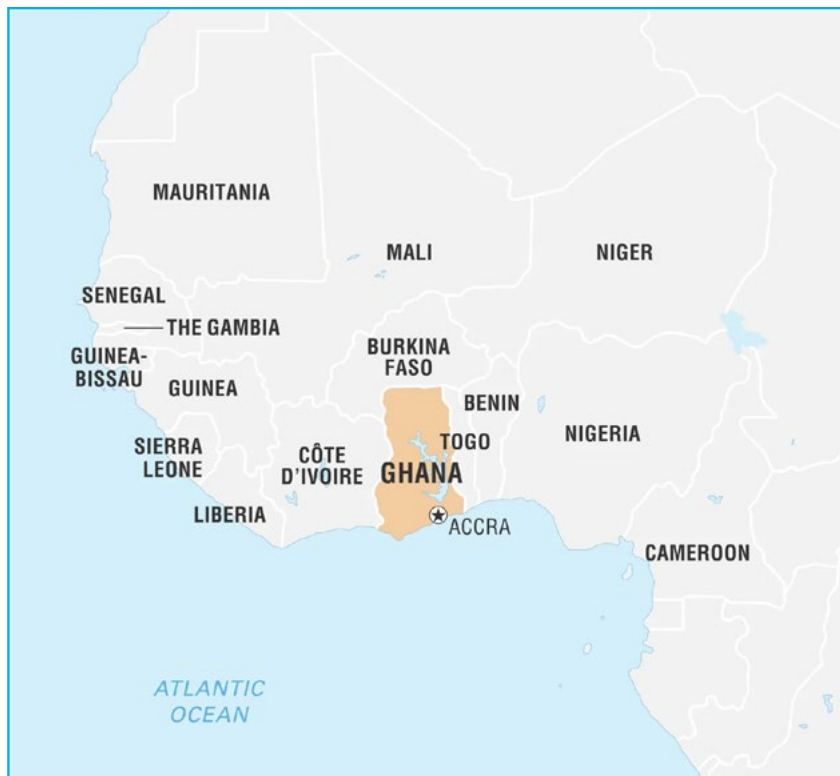 MAURITANIA
MALI
NIGER
SENEGAL
THE GAMBIA
GUINEA-
BISSAU
GUINEA
BURKINA
FASO
BENIN
SIERRA
LEONE
CÔTE
D'IVOIRE
TOGO
NIGERIA
GHANA
LIBERIA
ACCRA
CAMEROON
ATLANTIC
OCEAN